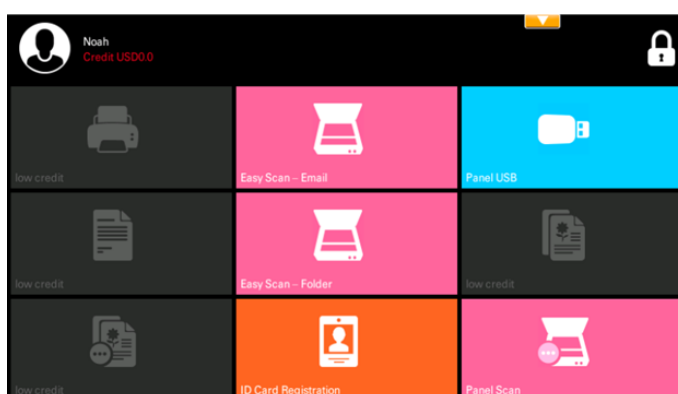 Noah
Credit USD0.0
low credit
Easy Scan – Email
Panel USB
low credit
Easy Scan – Folder
low credit
low credit
ID Card Registration
Panel Scan